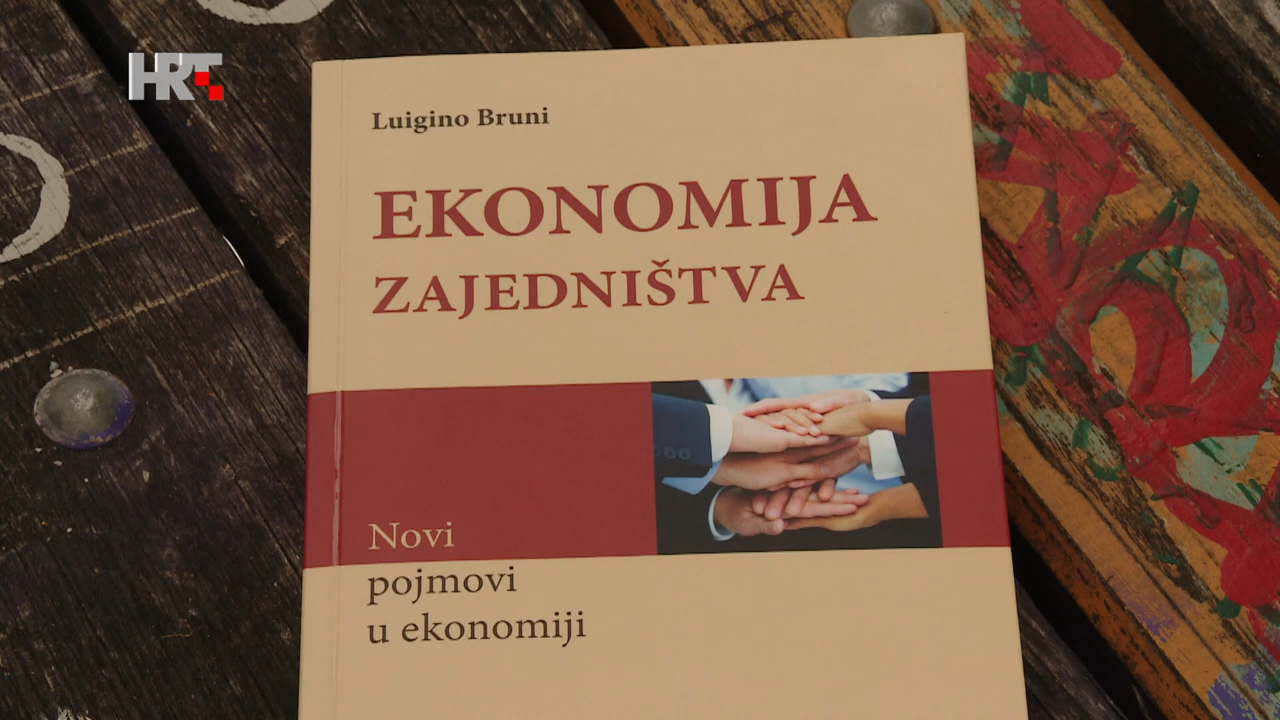 HRT
Luigino Bruni
EKONOMIJA
ZAJEDNIŠTVA
Novi
pojmovi
u ekonomiji